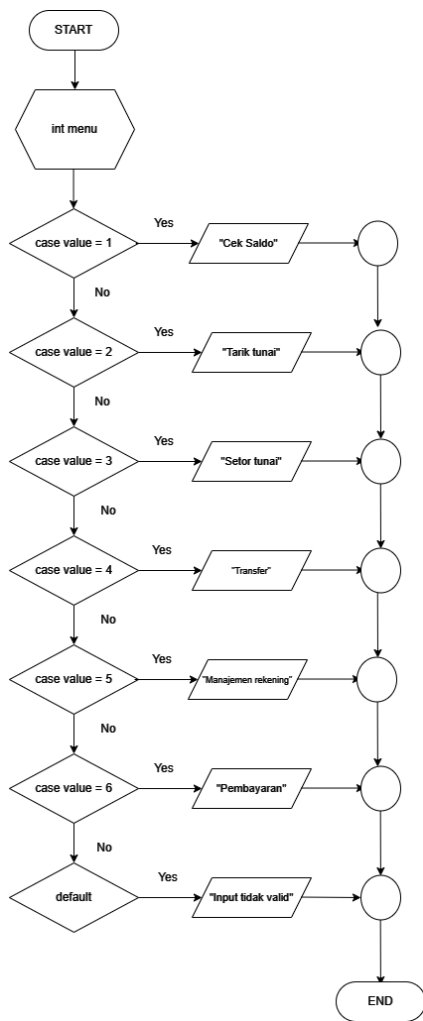 START
int menu
case value = 1
Yes
"Cek Saldo"
No
case value = 2
Yes
"Tarik tunai"
No
case value = 3
Yes
"Setor tunai"
No
case value = 4
Yes
"Transfer"
No
case value = 5
Yes
"Manajemen rekening"
No
case value = 6
Yes
"Pembayaran"
No
default
Yes
"Input tidak valid"
END